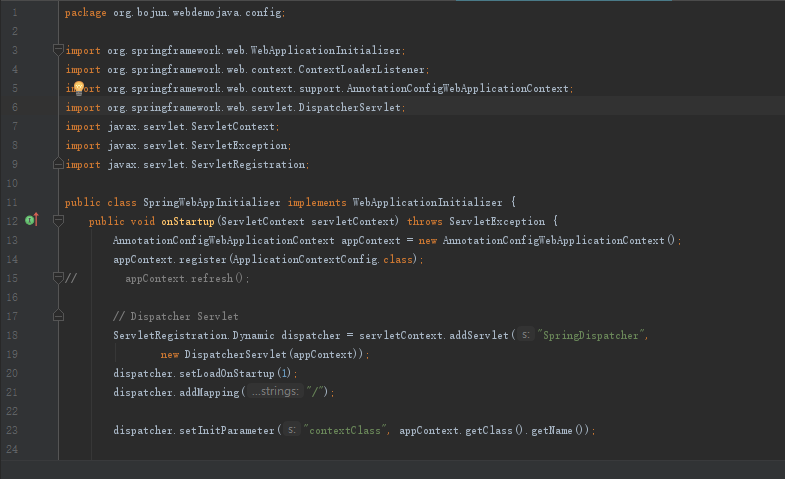 1 package org.bojun.webdemojava.config;
2
3 import org.springframework.web.WebApplicationInitializer;
4 import org.springframework.web.context.ContextLoaderListener;
5 import org.springframework.web.context.support.AnnotationConfigWebApplicationContext;
6 import org.springframework.web.servlet.DispatcherServlet;
7 import javax.servlet.ServletContext;
8 import javax.servlet.ServletException;
9 import javax.servlet.ServletRegistration;
10
11 public class SpringWebAppInitializer implements WebApplicationInitializer {
12 public void onStartup(ServletContext servletContext) throws ServletException {
13 AnnotationConfigWebApplicationContext appContext = new AnnotationConfigWebApplicationContext();
14 appContext.register(ApplicationContextConfig.class);
15 // appContext.refresh();
16
17 // Dispatcher Servlet
18 ServletRegistration.Dynamic dispatcher = servletContext.addServlet( s: "SpringDispatcher",
19 new DispatcherServlet(appContext));
20 dispatcher.setLoadOnStartup(1);
21 dispatcher.addMapping( ...strings: "/");
22
23 dispatcher.setInitParameter( s: "contextClass", appContext.getClass().getName());
24